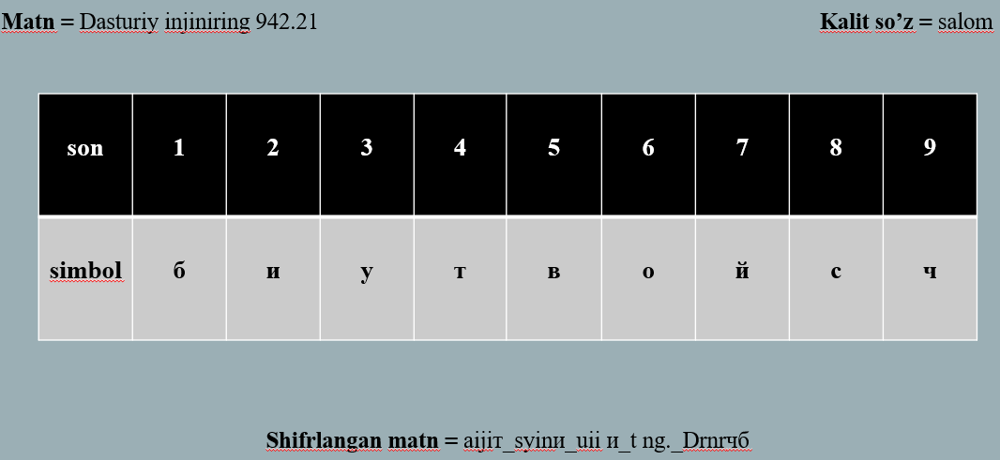 Matn = Dasturiy injiniring 942.21 Kalit so’z = salom
son 1 2 3 4 5 6 7 8 9
simbol б и у т в о й с ч
Shifrlangan matn = aijiт_syinи_uii и_t ng._Drnrчб